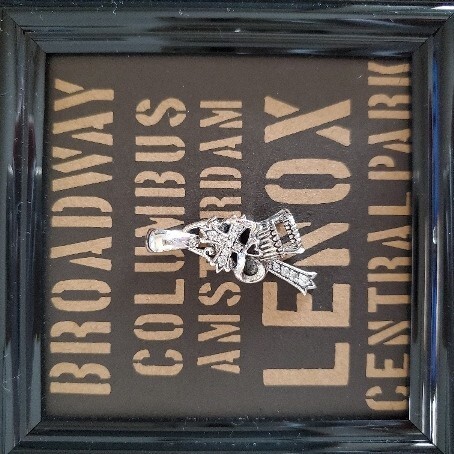 BROADWAY
COLUMBUS
AMSTERDAM
LENOX
CENTRAL PARK